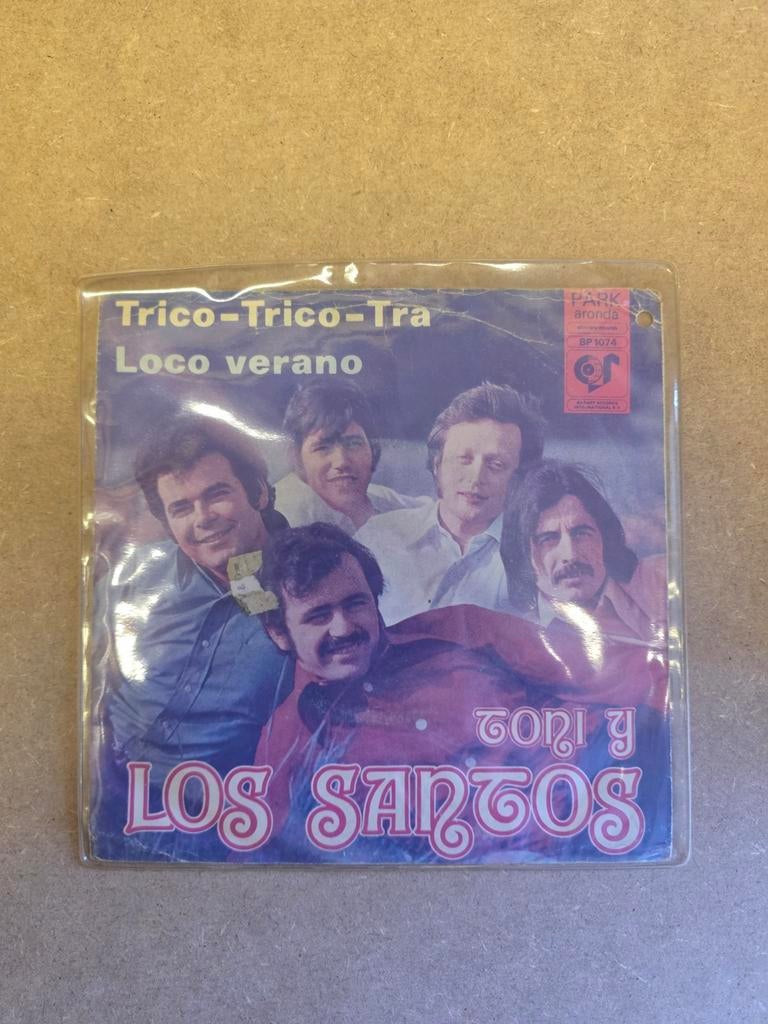 Trico-Trico-Tra
Loco verano
PARK
aronda
BP 1074
TONI Y
LOS SANTOS